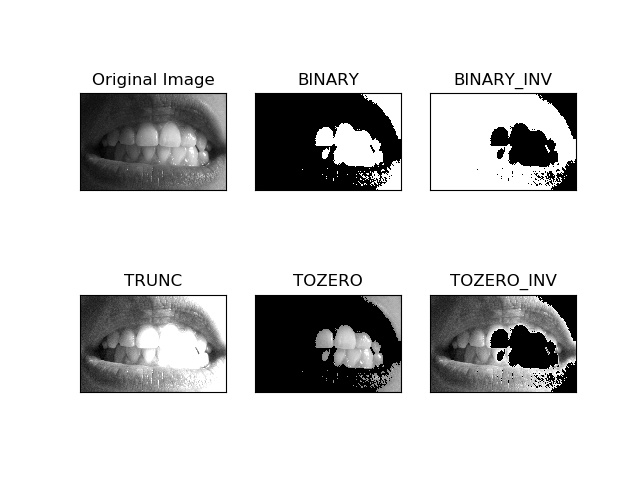 Original Image
BINARY
BINARY_INV
TRUNC
TOZERO
TOZERO_INV